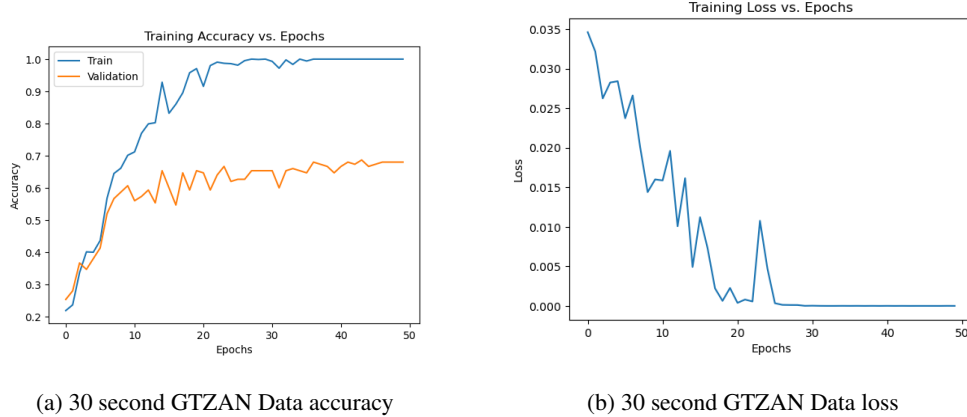 Training Accuracy vs. Epochs
Train
Validation
Accuracy
1.0
0.9
0.8
0.7
0.6
0.5
0.4
0.3
0.2
0 10 20 30 40 50
Epochs
(a) 30 second GTZAN Data accuracy
Training Loss vs. Epochs
Loss
0.035
0.030
0.025
0.020
0.015
0.010
0.005
0.000
0 10 20 30 40 50
Epochs
(b) 30 second GTZAN Data loss